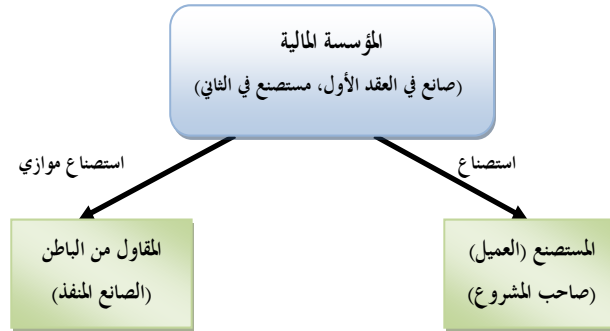 المؤسسة المالية
(صانع في العقد الأول، مستصنع في الثاني)
استصناع
استصناع موازي
المستصنع (العميل)
(صاحب المشروع)
المقاول من الباطن
(الصانع المنفذ)